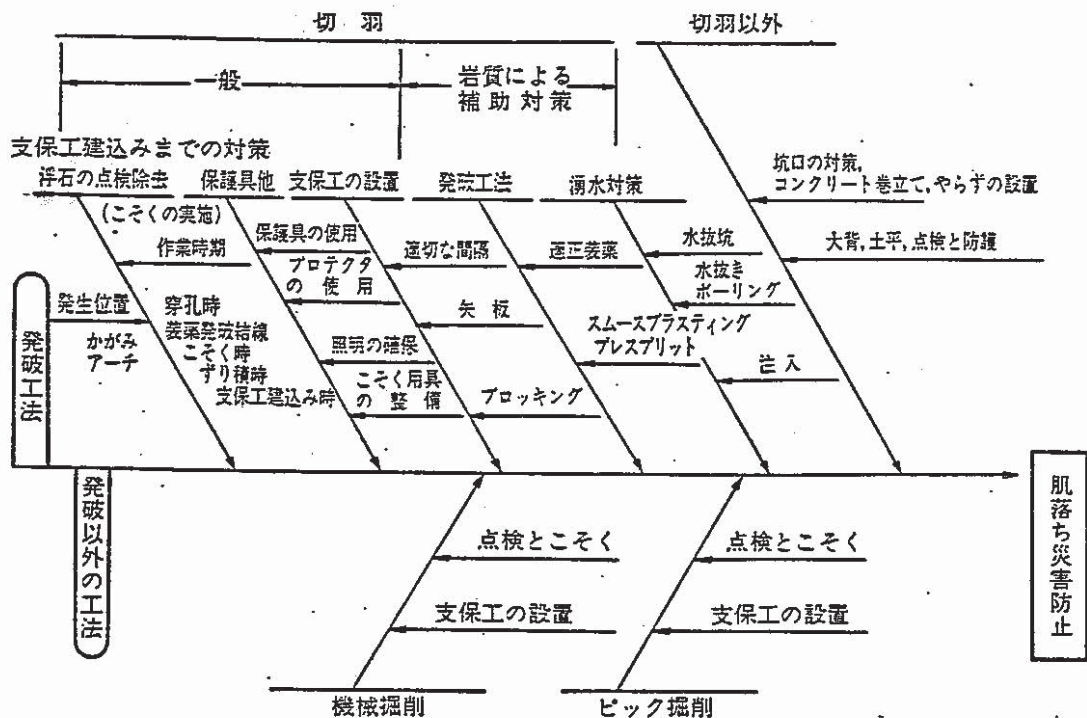 切羽
切羽以外
一般
岩質による
補助対策
支保工建込みまでの対策
浮石の点検除去
保護具他
支保工の設置
発破工法
湧水対策
(こそくの実施)
坑口の対策,
コンクリート巻立て,やらずの設置
作業時期
保護具の使用
適切な間隔
適正装薬
水抜坑
大背,土平,点検と防護
プロテクタ
の使用
水抜き
ボーリング
発生位置
かがみ
アーチ
穿孔時
装薬発破結線
こそく時
ずり積時
支保工建込み時
矢板
照明の確保
スムースブラスティング
プレスプリット
注入
こそく用具
の整備
ブロッキング
発破工法
発破以外の工法
肌落ち災害防止
点検とこそく
点検とこそく
支保工の設置
支保工の設置
機械掘削
ピック掘削